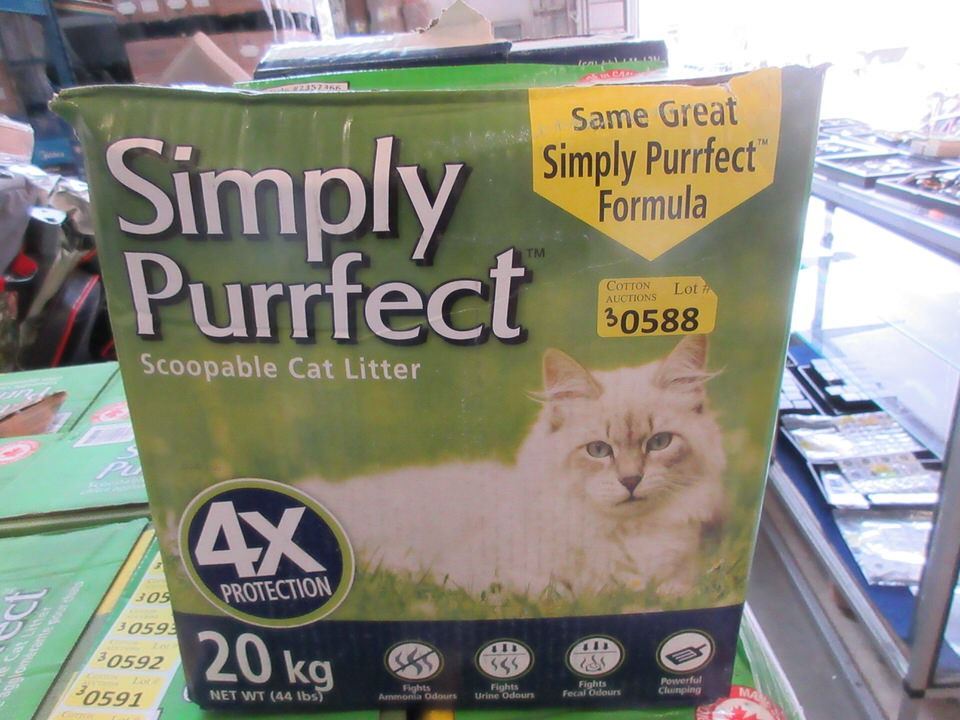 Simply
Purrfect™
Scoopable Cat Litter
Same Great
Simply Purrfect™
Formula
COTTON
AUCTIONS
Lot #
30588
4X
PROTECTION
20 kg
NET WT (44 lbs)
Fights
Ammonia Odours
Fights
Urine Odours
Fights
Fecal Odours
Powerful
Clumping
30593
30592
30591
Lot #